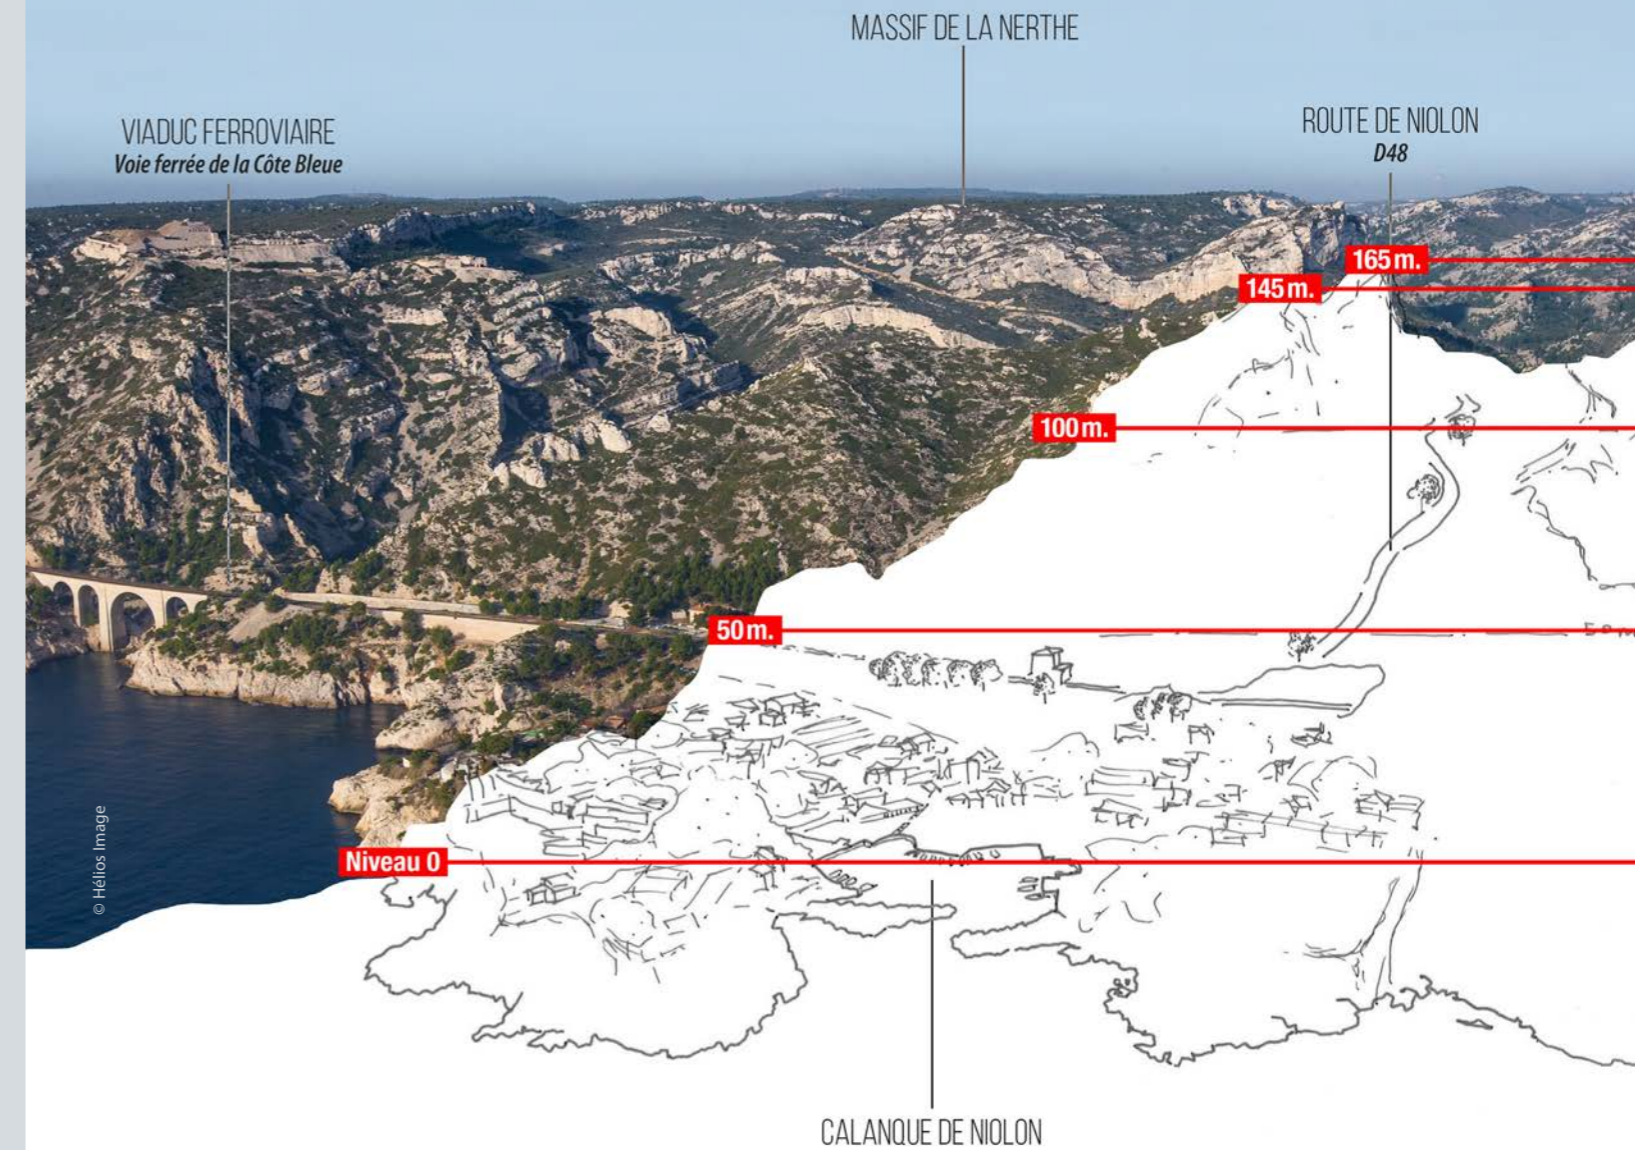 MASSIF DE LA NERTHE
VIADUC FERROVIAIRE
Voie ferrée de la Côte Bleue
ROUTE DE NIOLON
D48
165 m.
145 m.
100 m.
50 m.
Niveau 0
© Hélios Image
CALANQUE DE NIOLON